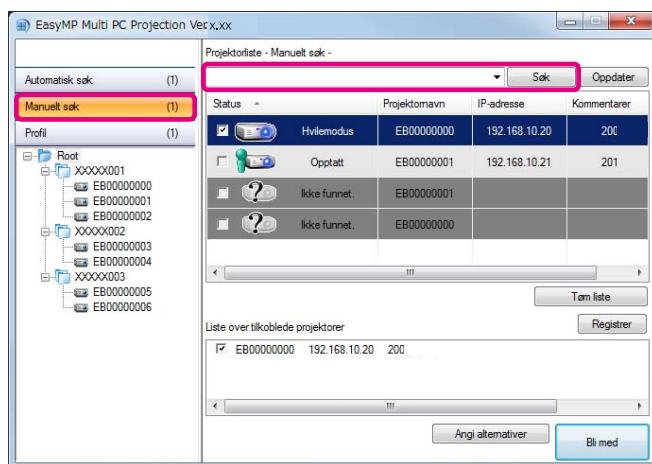 EasyMP Multi PC Projection Ver.x.xx
Projektorliste - Manuelt søk -
Automatisk søk (1)
Manuelt søk (1)
Profil (1)
Søk
Oppdater
Status Projektornavn IP-adresse Kommentarer
Hvilemodus EB00000000 192.168.10.20 200
Opptatt EB00000001 192.168.10.21 201
Ikke funnet. EB00000001
Ikke funnet. EB00000000
Root
XXXXX001
EB00000000
EB00000001
EB00000002
XXXXX002
EB00000003
EB00000004
XXXXX003
EB00000005
EB00000006
Tøm liste
Liste over tilkoblede projektorer
Registrer
EB00000000 192.168.10.20 200
Angi alternativer
Bli med